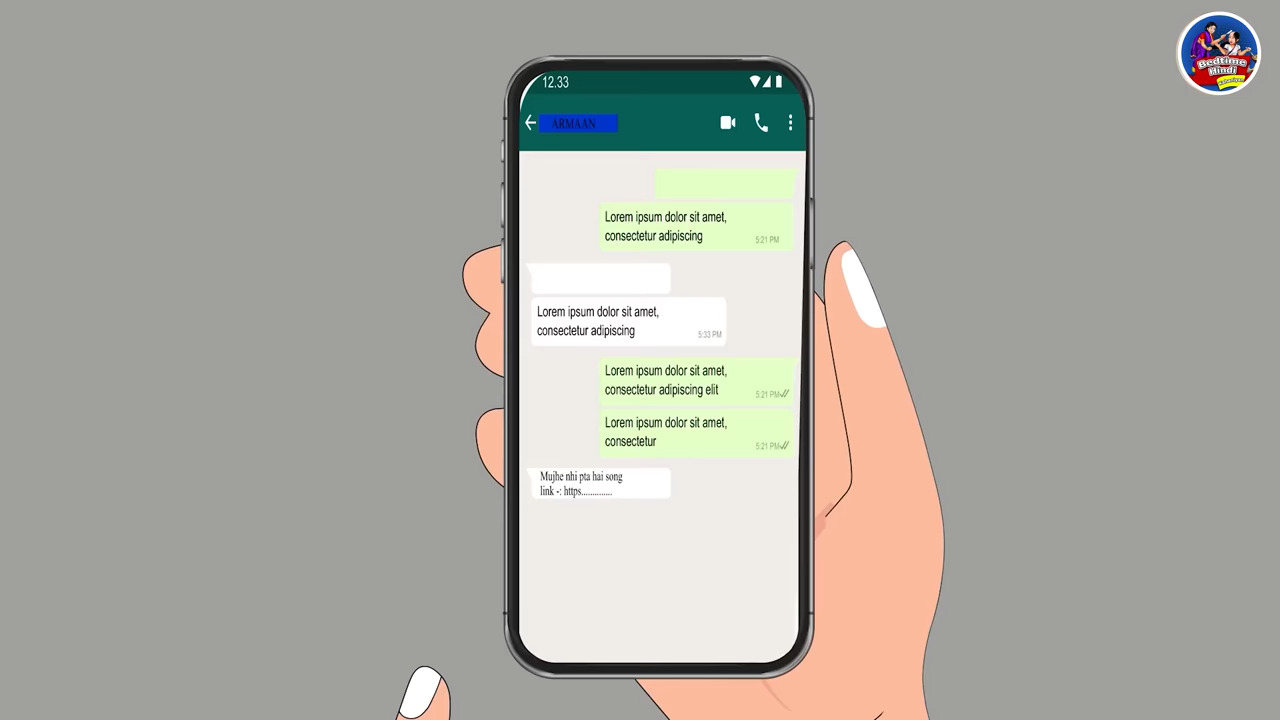 12.33
ARMAAN
Lorem ipsum dolor sit amet,
consectetur adipiscing
5:21 PM
Lorem ipsum dolor sit amet,
consectetur adipiscing
5:33 PM
Lorem ipsum dolor sit amet,
consectetur adipiscing elit
5:21 PM
Lorem ipsum dolor sit amet,
consectetur
5:21 PM
Mujhe nhi pta hai song
link -: https.............
Bedtime
Hindi